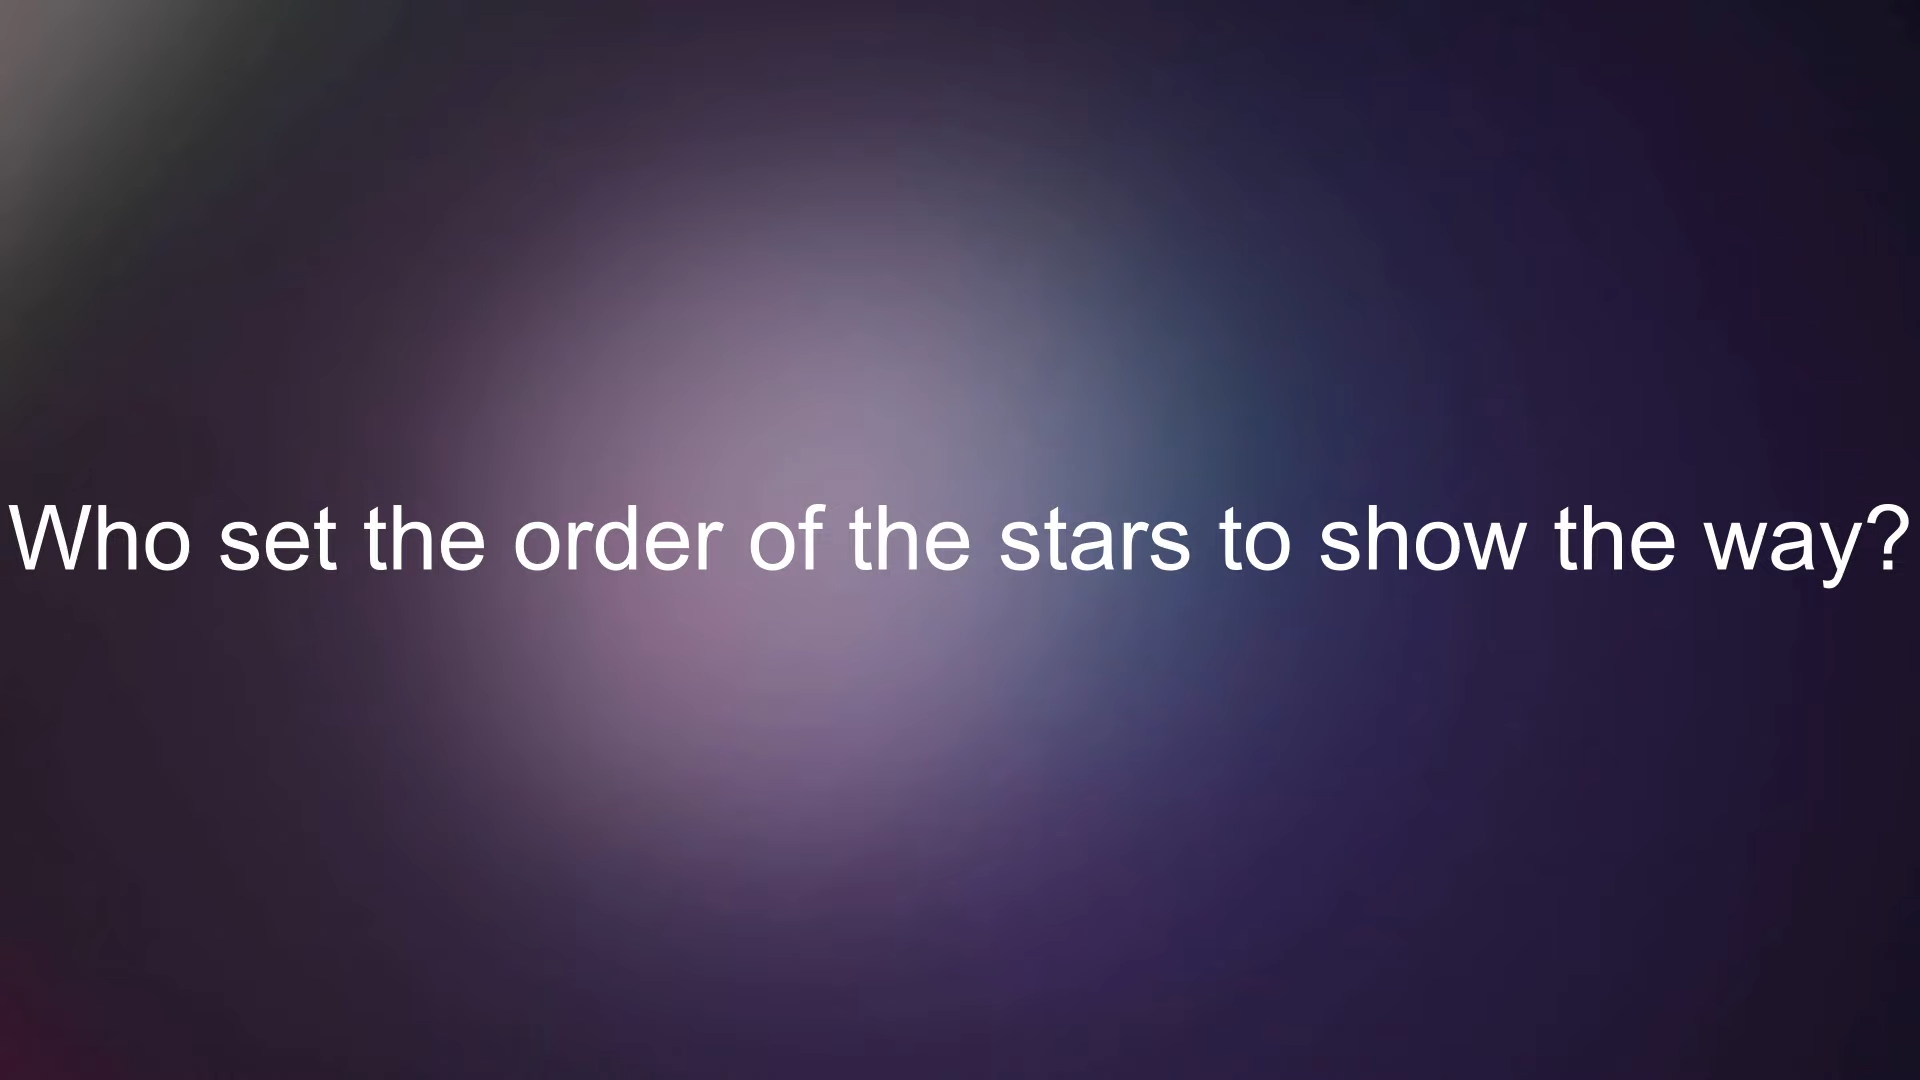 Who set the order of the stars to show the way?